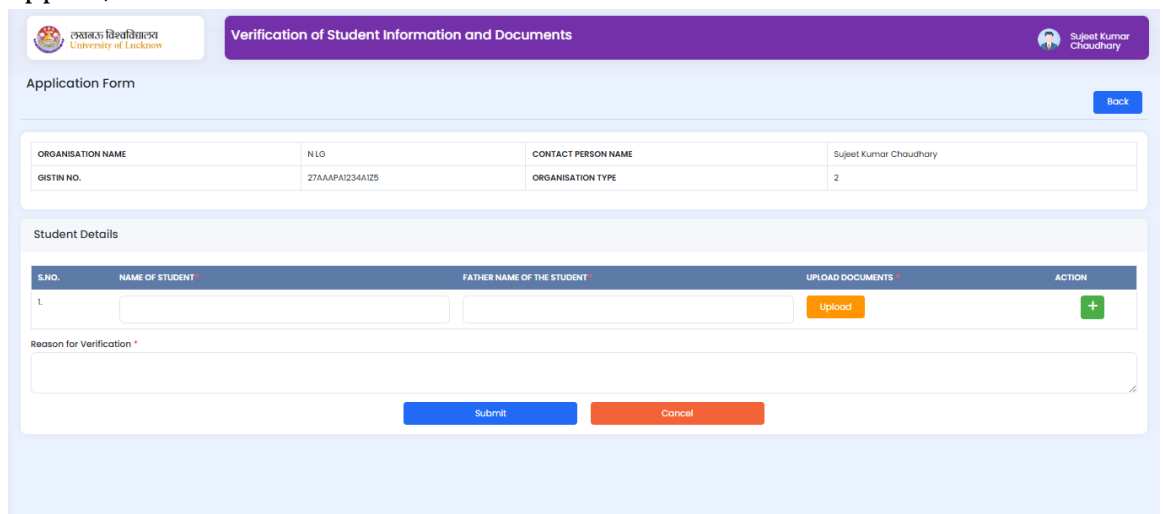 लखनऊ विश्वविद्यालय
University of Lucknow
Verification of Student Information and Documents
Sujeet Kumar
Chaudhary
Application Form
Back
ORGANISATION NAME N LG CONTACT PERSON NAME Sujeet Kumar Chaudhary
GISTIN NO. 27AAAPA1234A1Z5 ORGANISATION TYPE 2
Student Details
S.NO. NAME OF STUDENT* FATHER NAME OF THE STUDENT* UPLOAD DOCUMENTS * ACTION
1. Upload +
Reason for Verification *
Submit Cancel